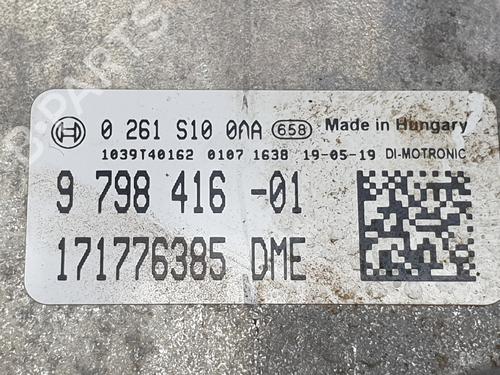 0 261 S10 0AA 658 Made in Hungary
1039T40162 0107 1638 19-05-19 DI-MOTRONIC
9 798 416 -01
171776385 DME